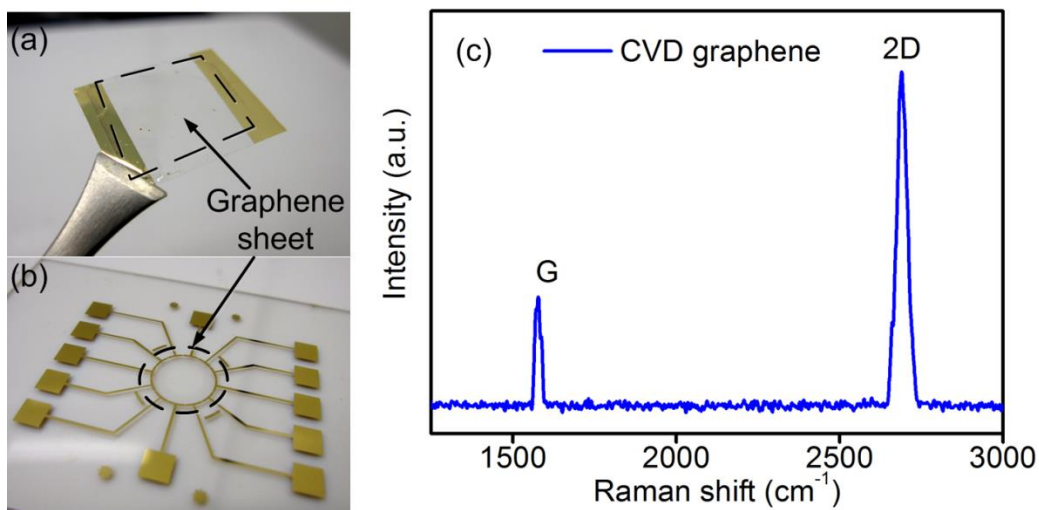 (a)
Graphene
sheet
(b)
(c)
CVD graphene
2D
G
Intensity (a.u.)
1500
2000
2500
3000
Raman shift (cm⁻¹)